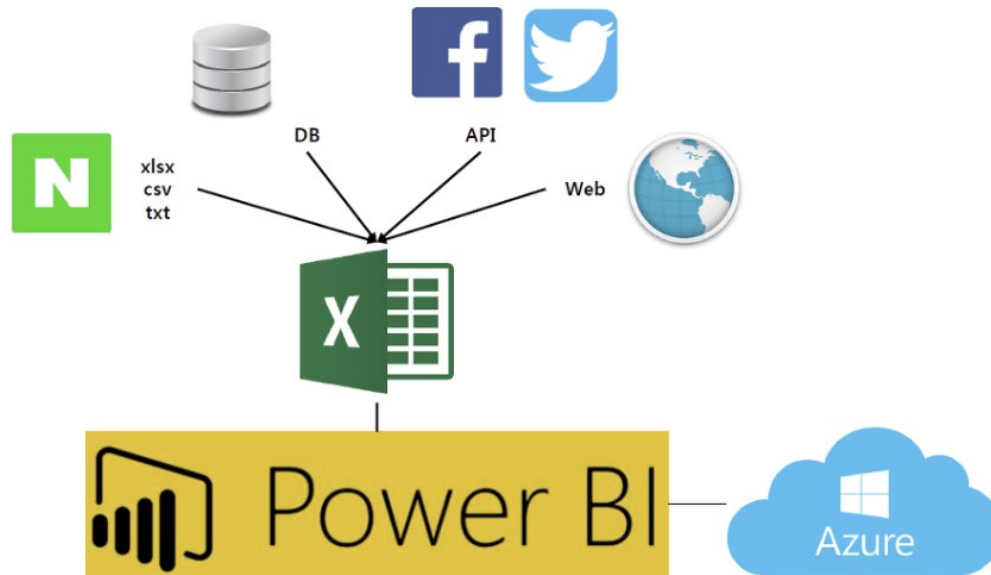 DB
API
N
xlsx
csv
txt
Web
X
Power BI
Azure